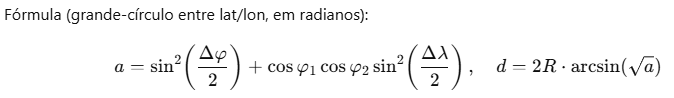 Fórmula (grande-círculo entre lat/lon, em radianos):
a = sin²(Δφ/2) + cos φ₁ cos φ₂ sin²(Δλ/2) , d = 2R · arcsin(√a)